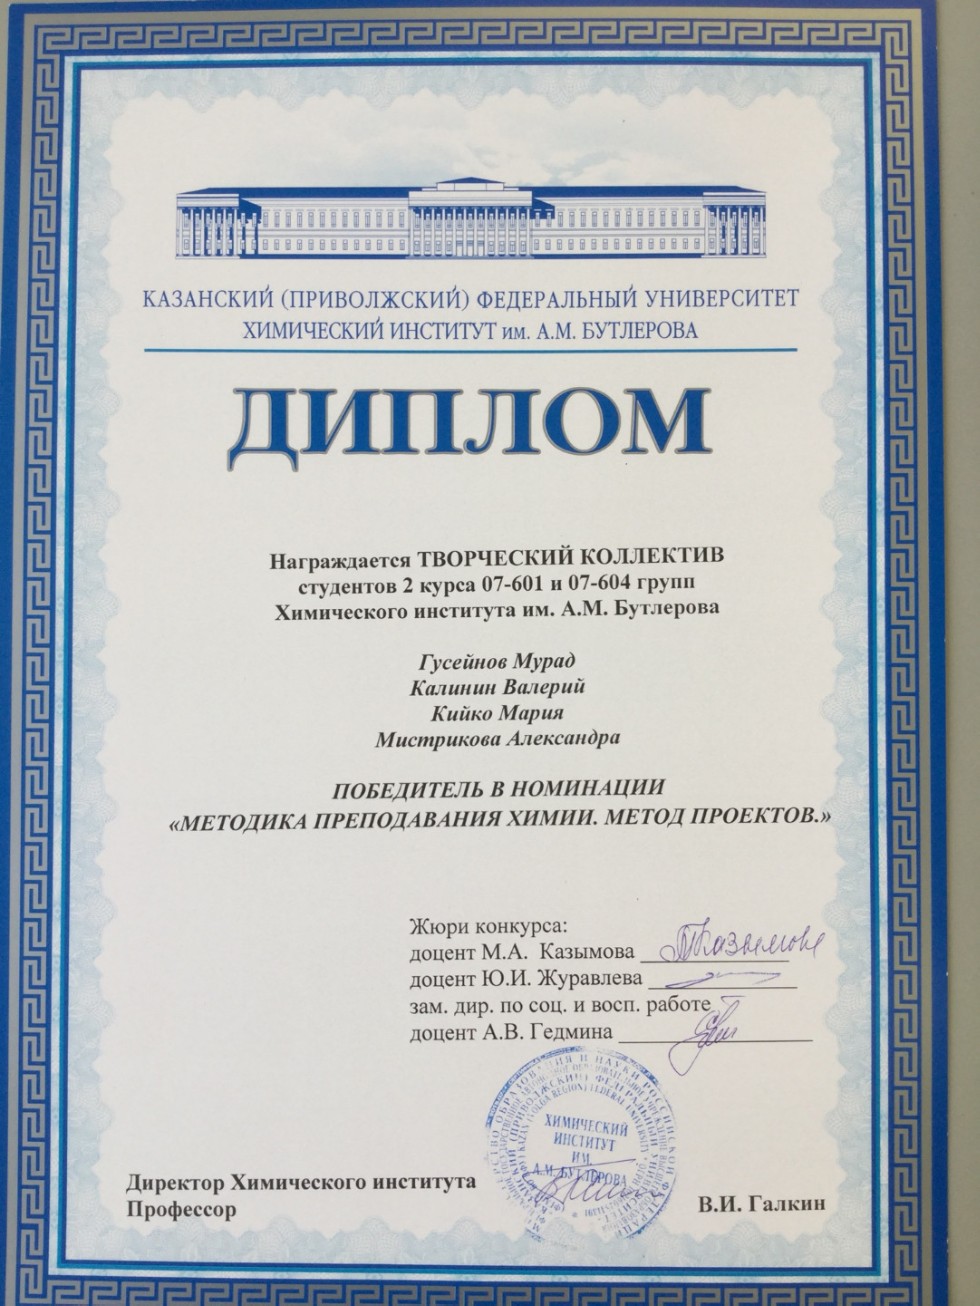 КАЗАНСКИЙ (ПРИВОЛЖСКИЙ) ФЕДЕРАЛЬНЫЙ УНИВЕРСИТЕТ
ХИМИЧЕСКИЙ ИНСТИТУТ им. А.М. БУТЛЕРОВА
ДИПЛОМ
Награждается ТВОРЧЕСКИЙ КОЛЛЕКТИВ
студентов 2 курса 07-601 и 07-604 групп
Химического института им. А.М. Бутлерова
Гусейнов Мурад
Калинин Валерий
Кийко Мария
Мистрикова Александра
ПОБЕДИТЕЛЬ В НОМИНАЦИИ
«МЕТОДИКА ПРЕПОДАВАНИЯ ХИМИИ. МЕТОД ПРОЕКТОВ.»
Жюри конкурса:
доцент М.А. Казымова
доцент Ю.И. Журавлева
зам. дир. по соц. и восп. работе
доцент А.В. Гедмина
ХИМИЧЕСКИЙ
ИНСТИТУТ
ИМ.
А.М. БУТЛЕРОВА
Директор Химического института
Профессор В.И. Галкин